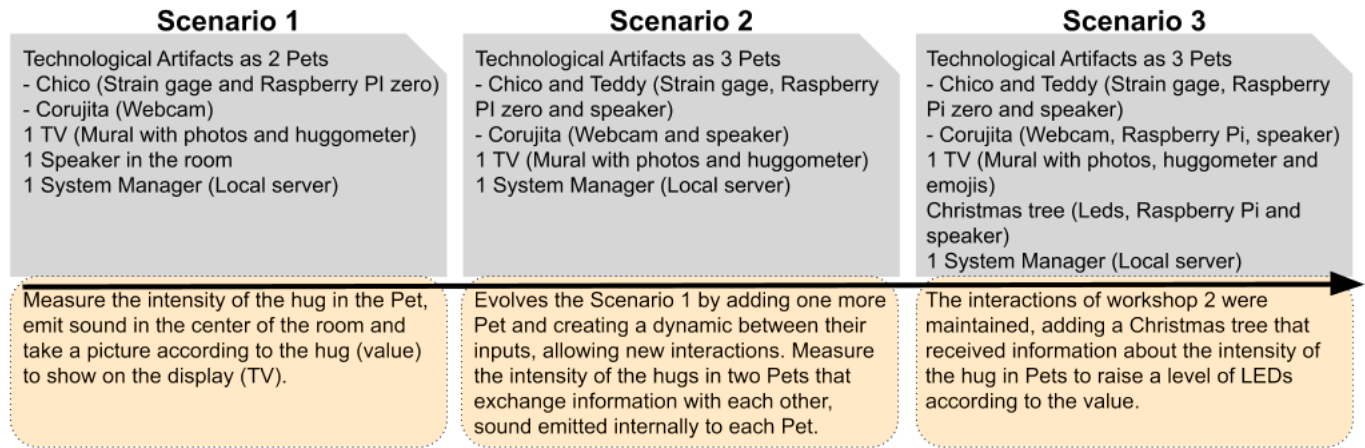 Scenario 1
Technological Artifacts as 2 Pets
- Chico (Strain gage and Raspberry PI zero)
- Corujita (Webcam)
1 TV (Mural with photos and huggometer)
1 Speaker in the room
1 System Manager (Local server)
Measure the intensity of the hug in the Pet,
emit sound in the center of the room and
take a picture according to the hug (value)
to show on the display (TV).
Scenario 2
Technological Artifacts as 3 Pets
- Chico and Teddy (Strain gage, Raspberry
PI zero and speaker)
- Corujita (Webcam and speaker)
1 TV (Mural with photos and huggometer)
1 System Manager (Local server)
Evolves the Scenario 1 by adding one more
Pet and creating a dynamic between their
inputs, allowing new interactions. Measure
the intensity of the hugs in two Pets that
exchange information with each other,
sound emitted internally to each Pet.
Scenario 3
Technological Artifacts as 3 Pets
- Chico and Teddy (Strain gage, Raspberry
Pi zero and speaker)
- Corujita (Webcam, Raspberry Pi, speaker)
1 TV (Mural with photos, huggometer and
emojis)
Christmas tree (Leds, Raspberry Pi and
speaker)
1 System Manager (Local server)
The interactions of workshop 2 were
maintained, adding a Christmas tree that
received information about the intensity of
the hug in Pets to raise a level of LEDs
according to the value.